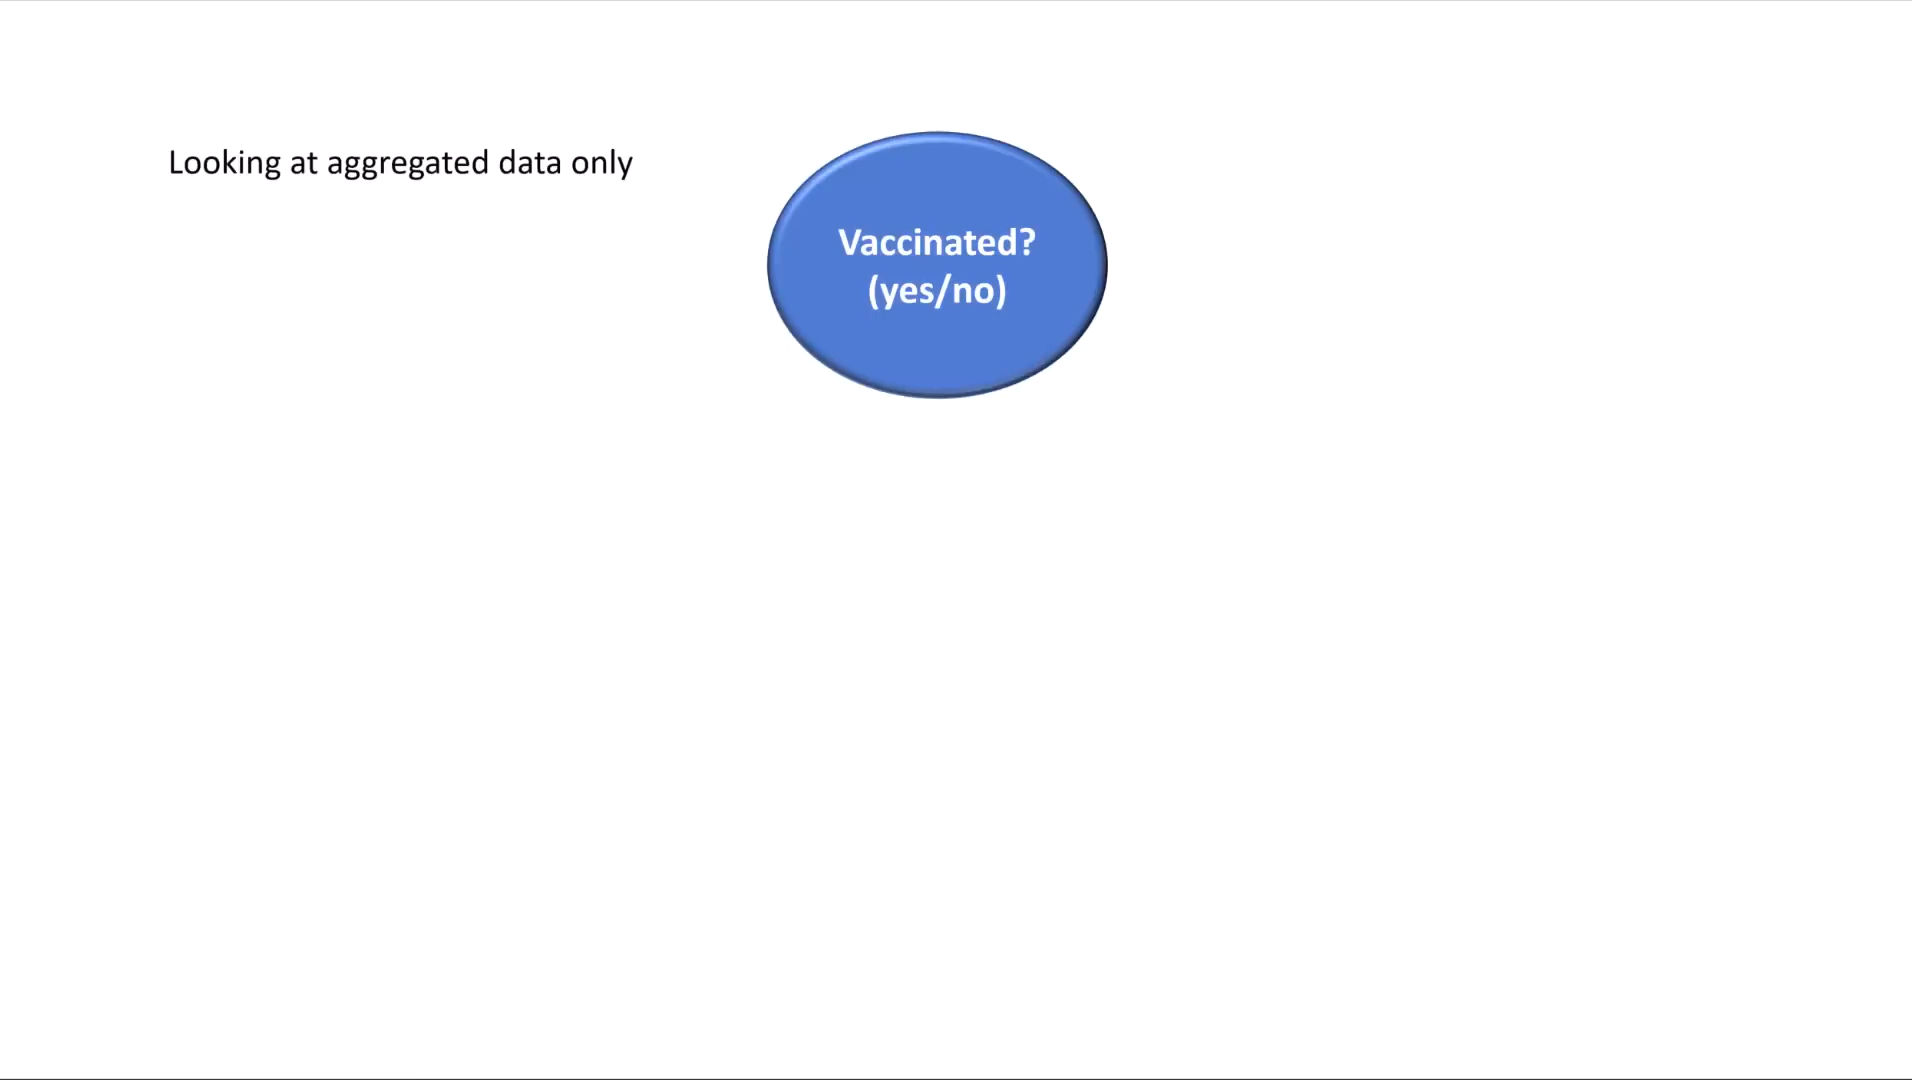 Looking at aggregated data only
Vaccinated?
(yes/no)